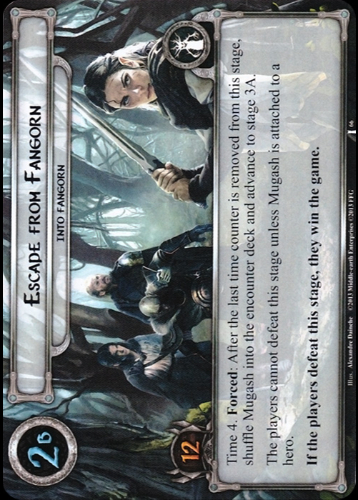 2B
ESCAPE FROM FANGORN
INTO FANGORN
12
Time 4. Forced: After the last time counter is removed from this stage,
shuffle Mugash into the encounter deck and advance to stage 3A.
The players cannot defeat this stage unless Mugash is attached to a
hero.
If the players defeat this stage, they win the game.
Illus. Alexandre Dainche ©2013 Middle-earth Enterprises ©2013 FFG
66